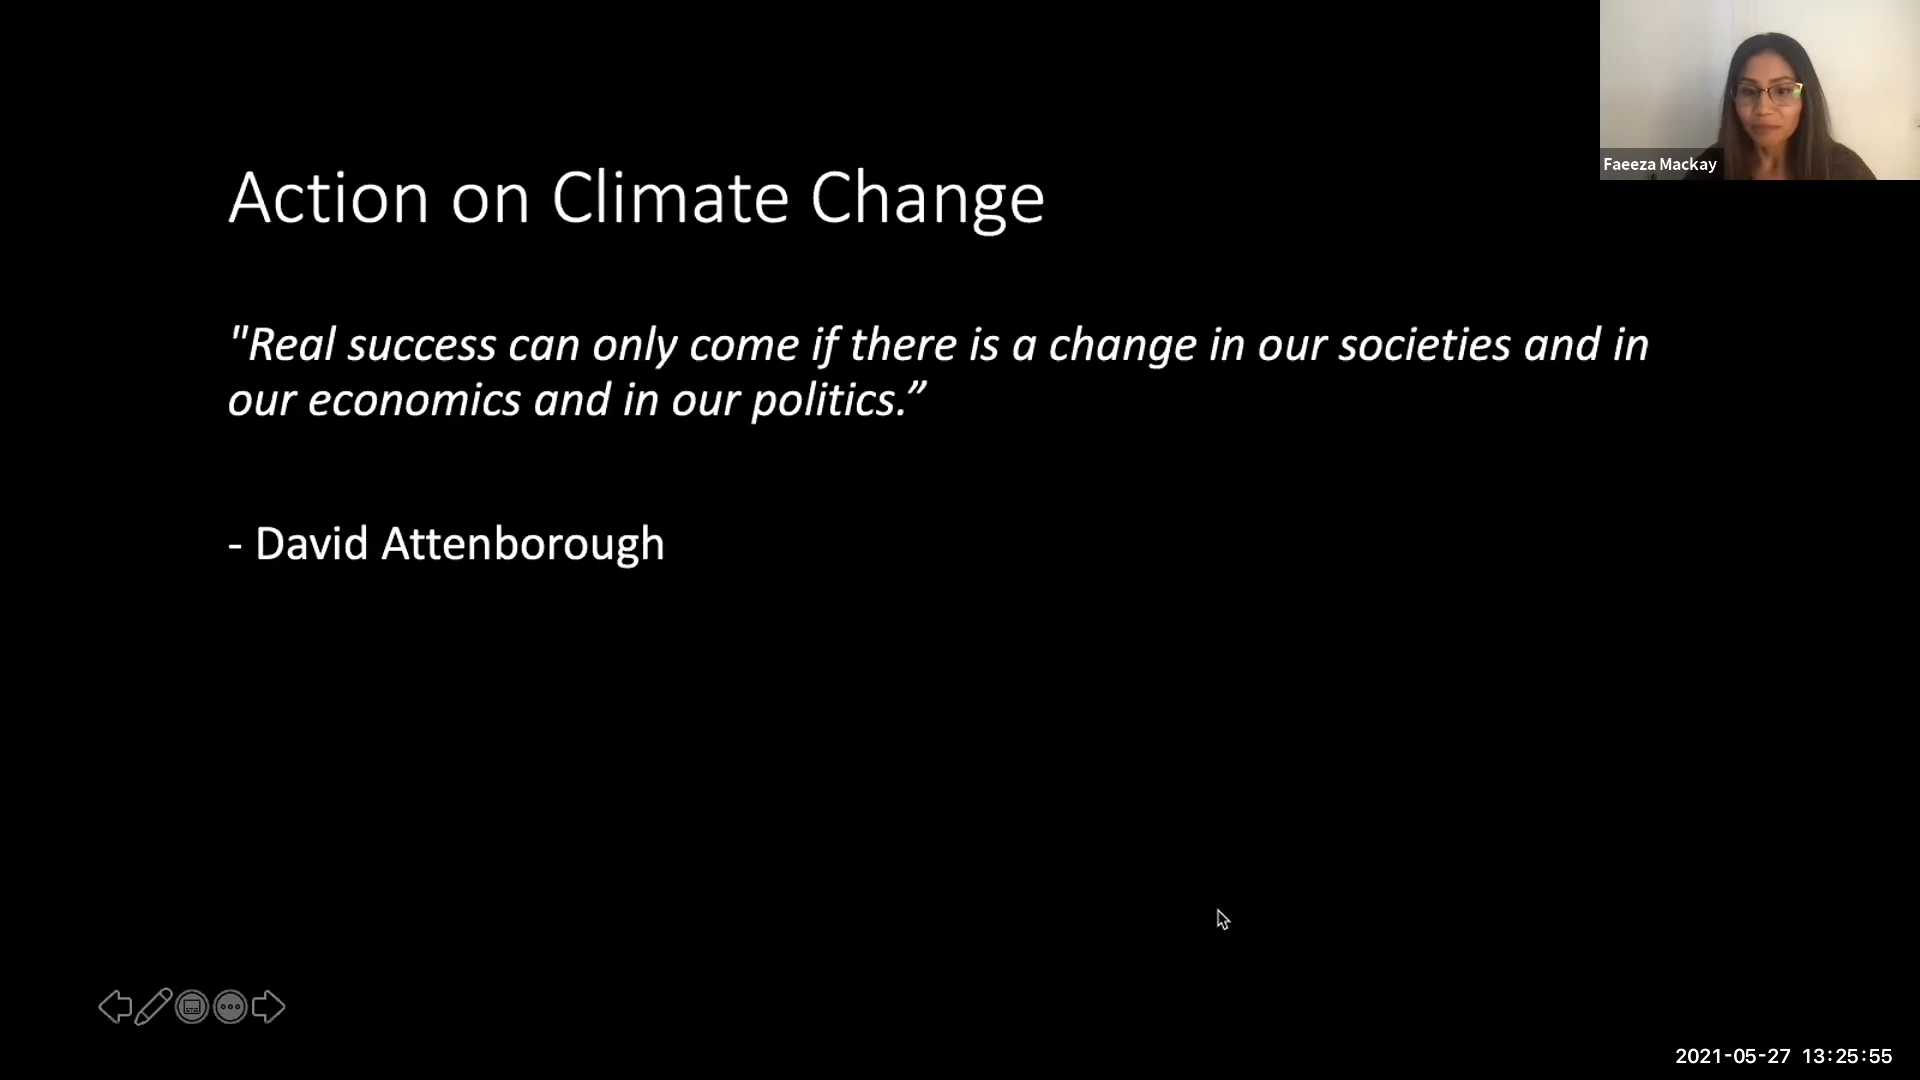 Faeeza Mackay
Action on Climate Change
"Real success can only come if there is a change in our societies and in
our economics and in our politics.”
- David Attenborough
2021-05-27 13:25:55